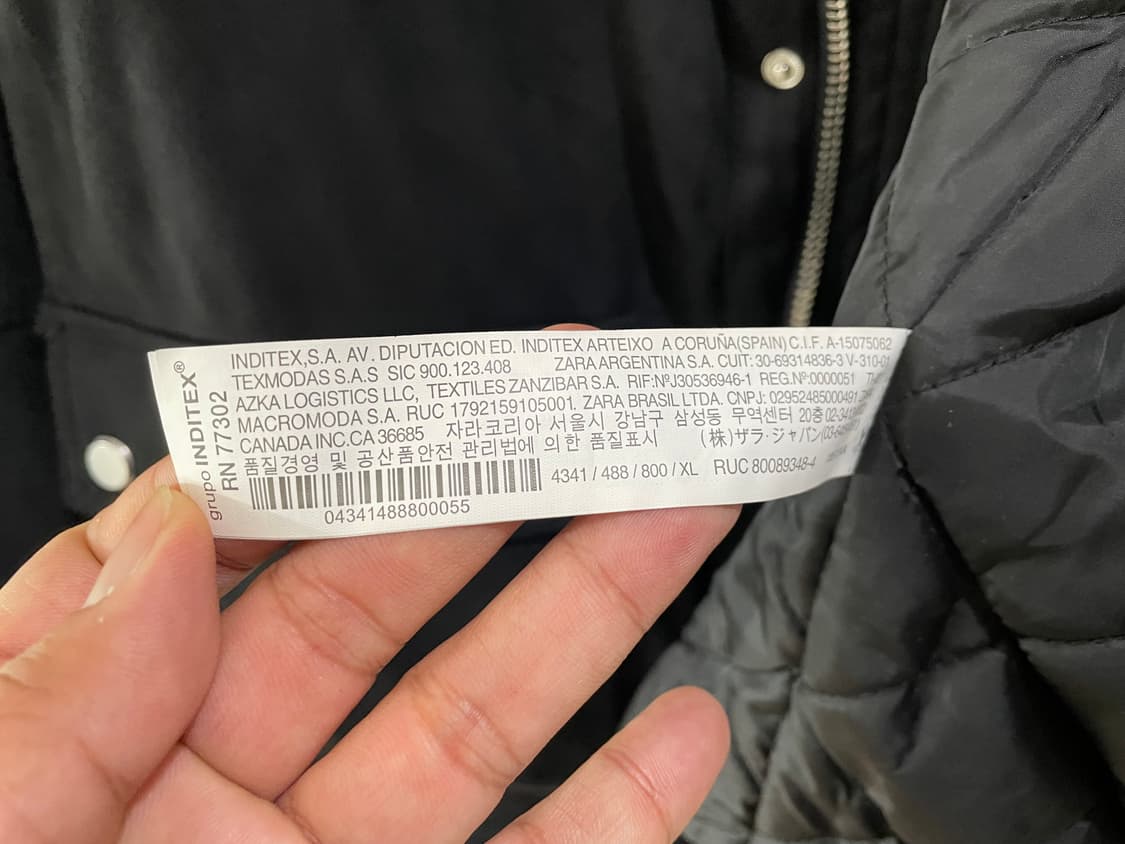 grupo INDITEX®
RN 77302
INDITEX,S.A. AV. DIPUTACION ED. INDITEX ARTEIXO A CORUÑA(SPAIN) C.I.F. A-15075062
TEXMODAS S.A.S SIC 900.123.408 ZARA ARGENTINA S.A. CUIT: 30-69314836-3 V-310-01
AZKA LOGISTICS LLC, TEXTILES ZANZIBAR S.A. RIF:NºJ30536946-1 REG.Nº:0000051
MACROMODA S.A. RUC 1792159105001. ZARA BRASIL LTDA. CNPJ: 02952485000491
CANADA INC.CA 36685 자라코리아 서울시 강남구 삼성동 무역센터 20층
품질경영 및 공산품안전 관리법에 의한 품질표시 (株)ザラ・ジャパン
4341 / 488 / 800 / XL RUC 80089348-4
04341488800055